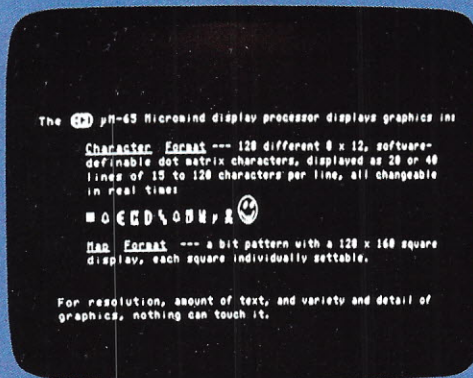 The ECD µM-65 Micromind display processor displays graphics in:
Character Format --- 128 different 8 x 12, software-
definable dot matrix characters, displayed as 20 or 40
lines of 15 to 120 characters per line, all changeable
in real time:
Map Format --- a bit pattern with a 120 x 160 square
display, each square individually settable.
For resolution, amount of text, and variety and detail of
graphics, nothing can touch it.